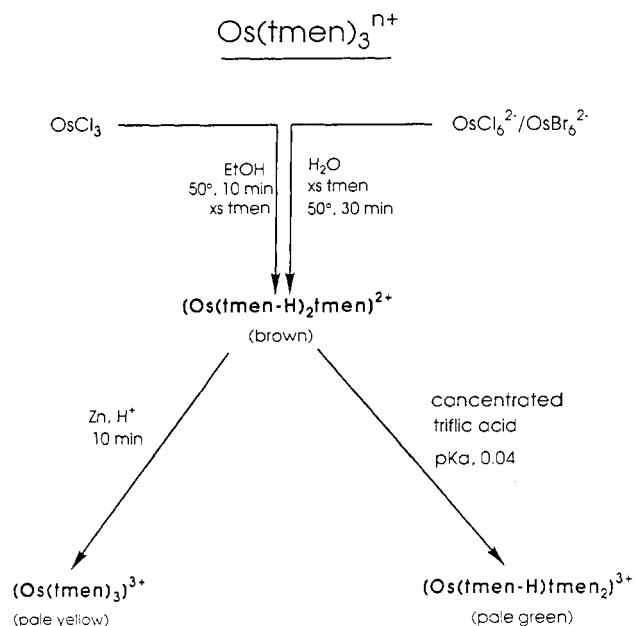 Os(tmen)₃ⁿ⁺
OsCl₃
OsCl₆²⁻/OsBr₆²⁻
EtOH
50°, 10 min
xs tmen
H₂O
xs tmen
50°, 30 min
(Os(tmen-H)₂tmen)²⁺
(brown)
Zn, H⁺
10 min
concentrated
triflic acid
pKa, 0.04
(Os(tmen)₃)³⁺
(pale yellow)
(Os(tmen-H)tmen₂)³⁺
(pale green)